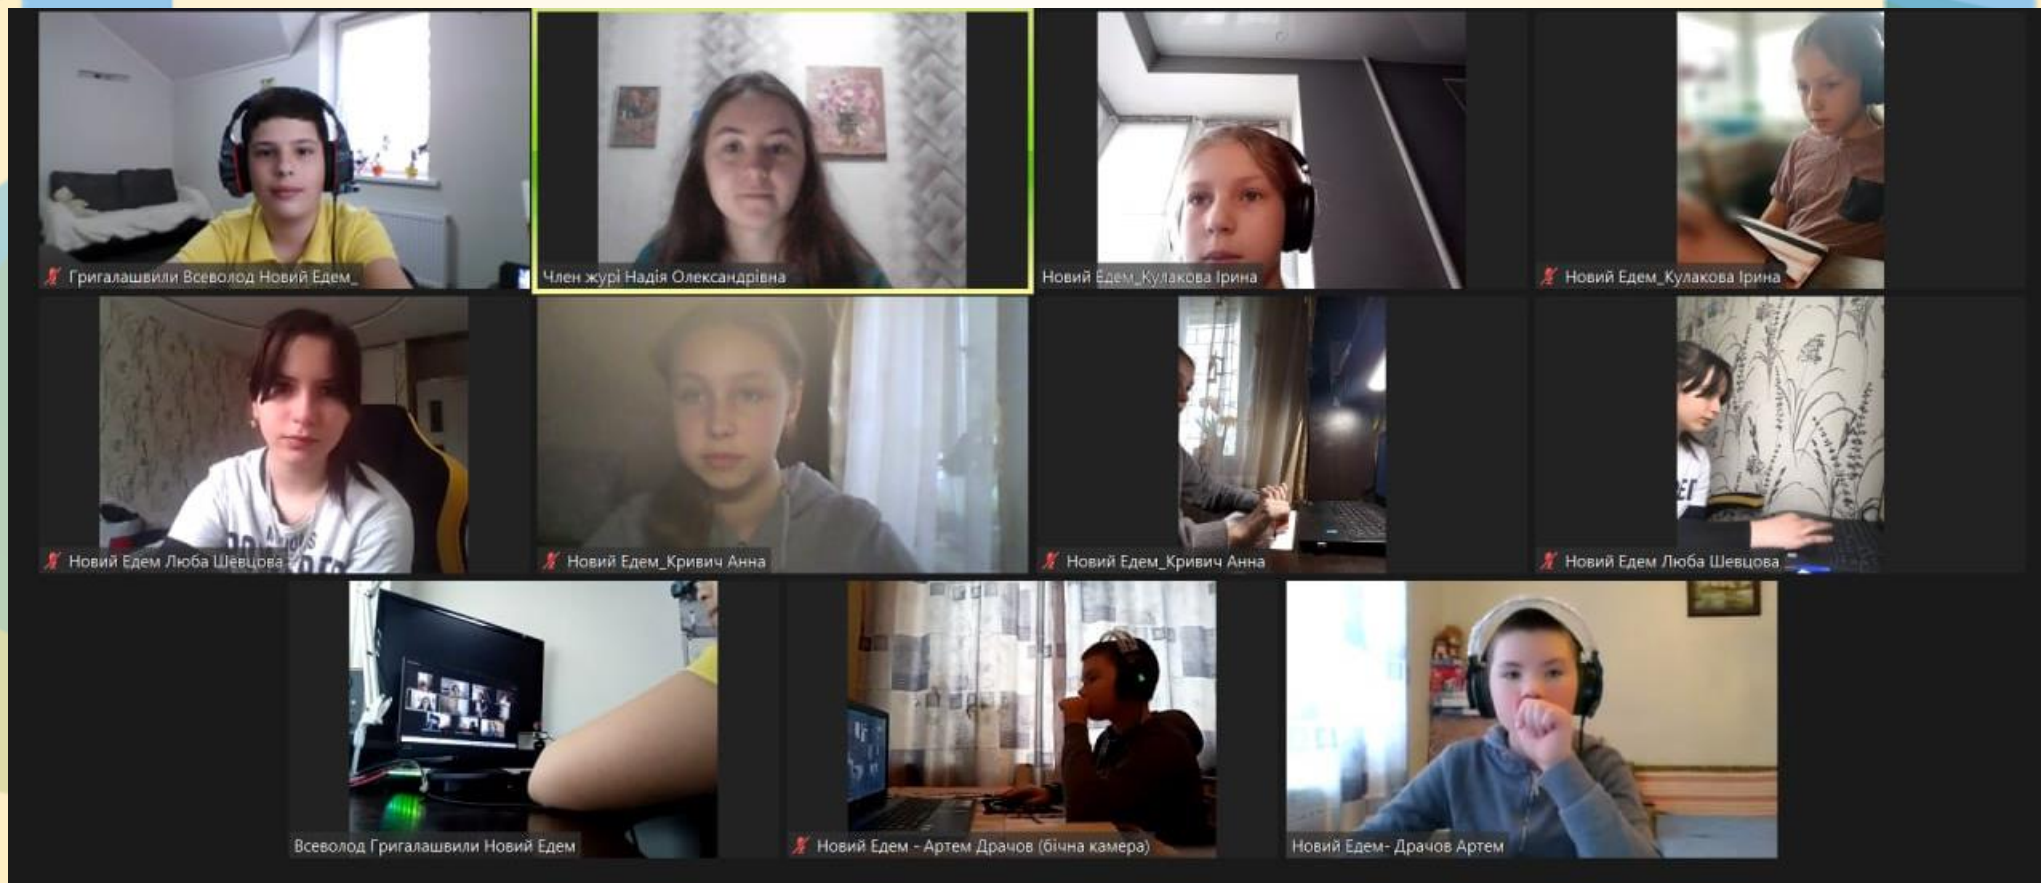 Григалашвили Всеволод Новий Едем_
Член журі Надія Олександрівна
Новий Едем_Кулакова Ірина
Новий Едем_Кулакова Ірина
Новий Едем Люба Шевцова
Новий Едем_Кривич Анна
Новий Едем_Кривич Анна
Новий Едем Люба Шевцова
Всеволод Григалашвили Новий Едем
Новий Едем - Артем Драчов (бічна камера)
Новий Едем- Драчов Артем